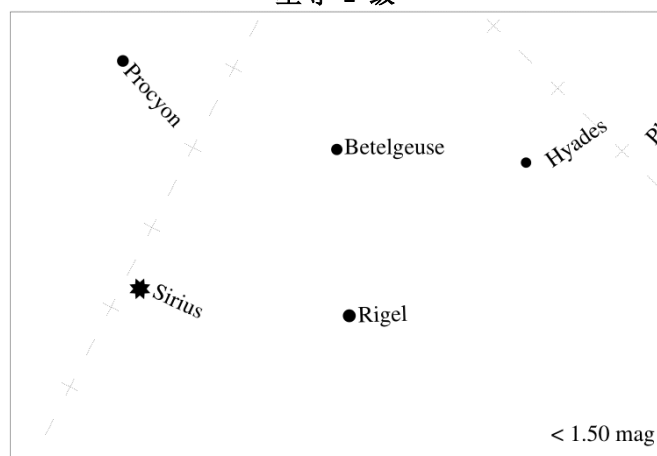 Procyon
Betelgeuse
Hyades
Sirius
Rigel
< 1.50 mag